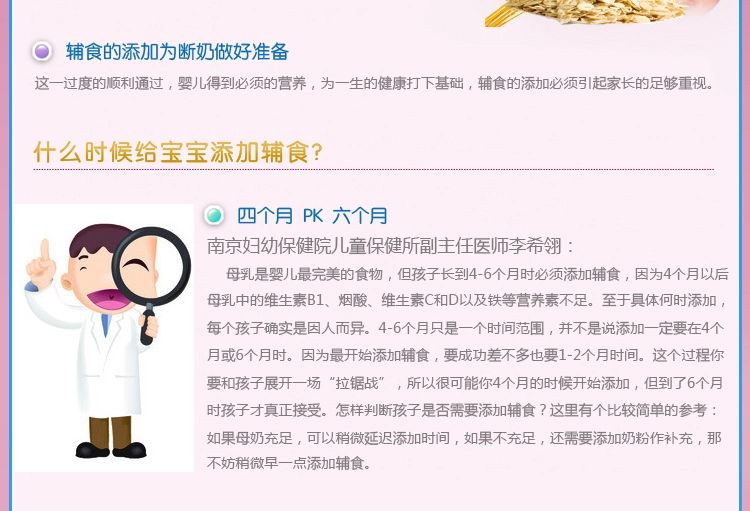 辅食的添加为断奶做好准备
这一过度的顺利通过，婴儿得到必须的营养，为一生的健康打下基础，辅食的添加必须引起家长的足够重视。
什么时候给宝宝添加辅食?
四个月 PK 六个月
南京妇幼保健院儿童保健所副主任医师李希翎：
母乳是婴儿最完美的食物，但孩子长到4-6个月时必须添加辅食，因为4个月以后
母乳中的维生素B1、烟酸、维生素C和D以及铁等营养素不足。至于具体何时添加，
每个孩子确实是因人而异。4-6个月只是一个时间范围，并不是说添加一定要在4个
月或6个月时。因为最开始添加辅食，要成功差不多也要1-2个月时间。这个过程你
要和孩子展开一场“拉锯战”，所以很可能你4个月的时候开始添加，但到了6个月
时孩子才真正接受。怎样判断孩子是否需要添加辅食？这里有个比较简单的参考：
如果母奶充足，可以稍微延迟添加时间，如果不充足，还需要添加奶粉作补充，那
不妨稍微早一点添加辅食。